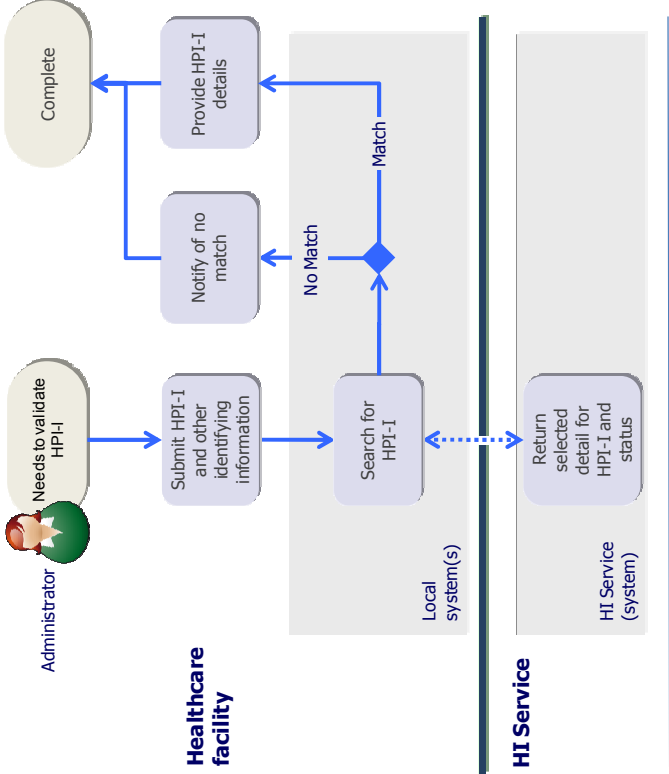 Administrator
Needs to validate
HPI-I
Complete
Healthcare
facility
Submit HPI-I
and other
identifying
information
Notify of no
match
Provide HPI-I
details
No Match
Match
Local
system(s)
Search for
HPI-I
HI Service
HI Service
(system)
Return
selected
detail for
HPI-I and
status